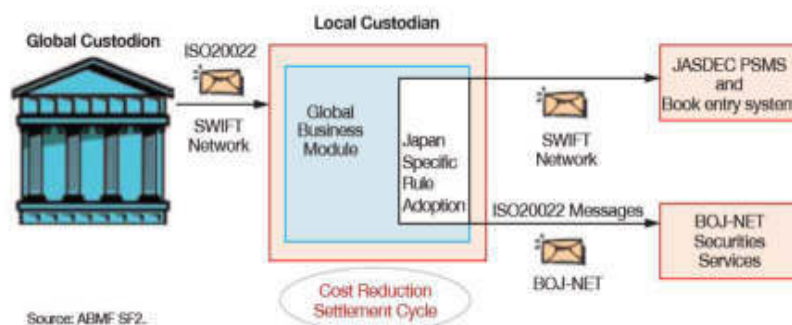 Local Custodian
Global Custodion
ISO20022
SWIFT
Network
Global
Business
Module
Japan
Specific
Rule
Adoption
SWIFT
Network
JASDEC PSMS
and
Book entry system
ISO20022 Messages
BOJ-NET
BOJ-NET
Securities
Services
Cost Reduction
Settlement Cycle
Source: ABMF SF2.